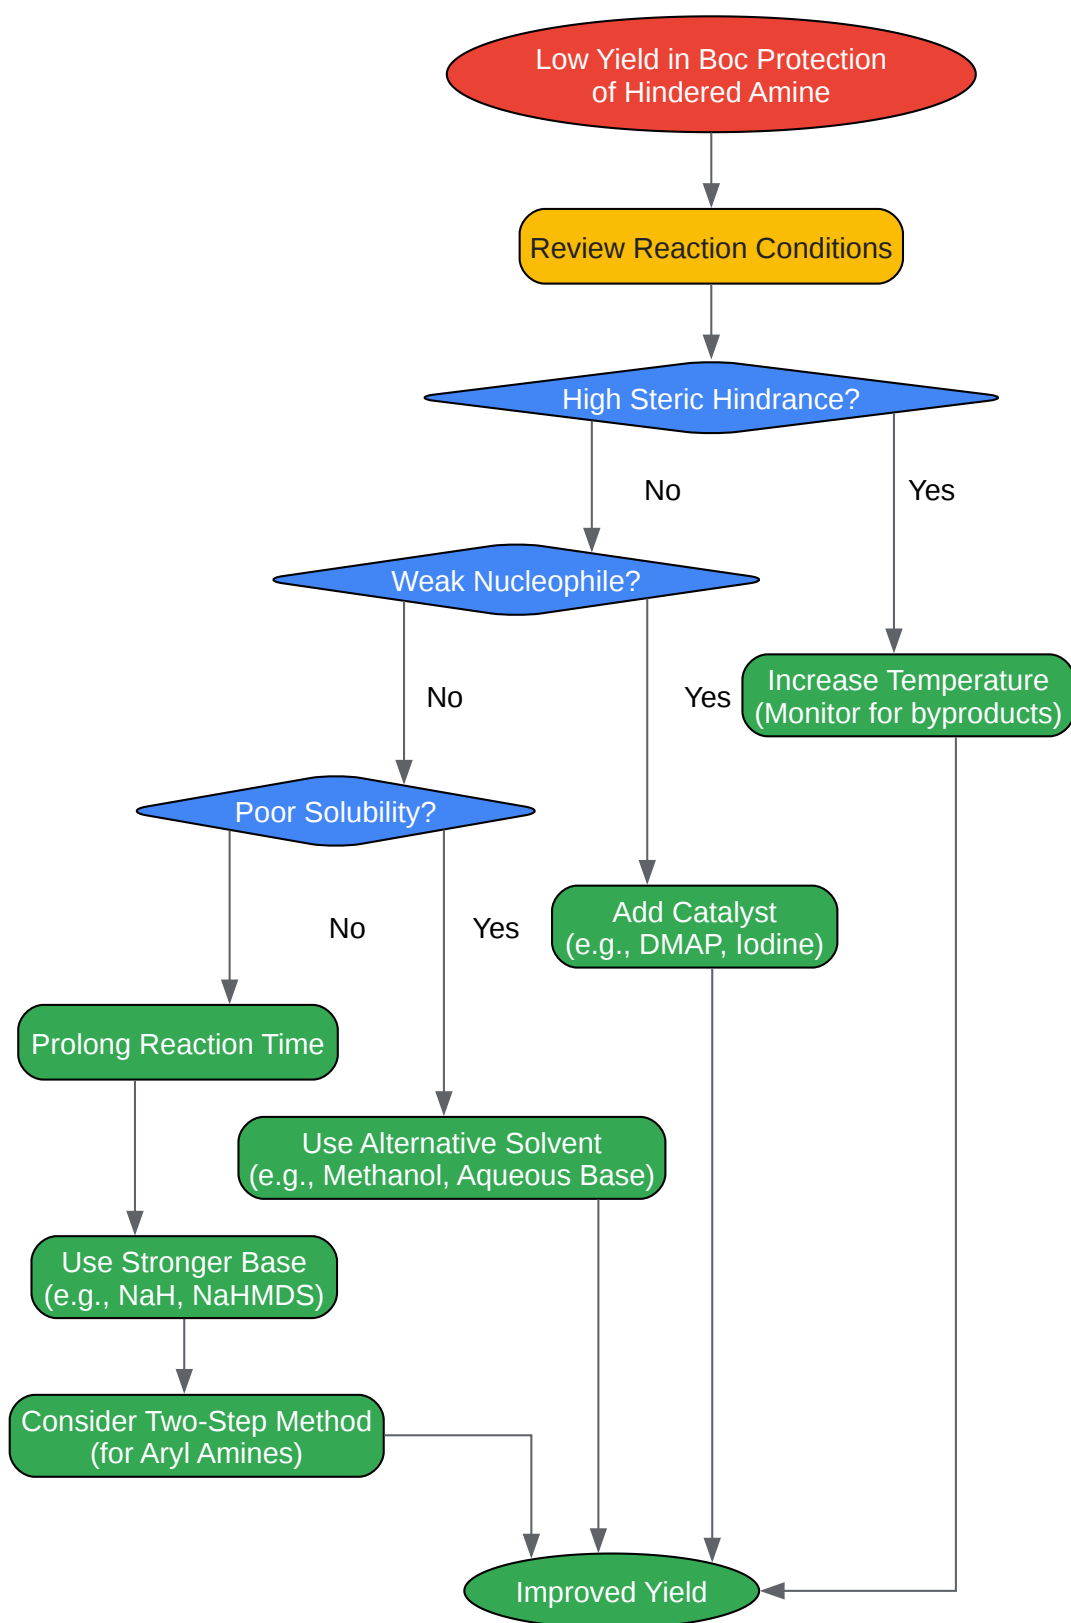 Low Yield in Boc Protection
of Hindered Amine
Review Reaction Conditions
High Steric Hindrance?
No
Yes
Weak Nucleophile?
No
Yes
Increase Temperature
(Monitor for byproducts)
Poor Solubility?
No
Yes
Add Catalyst
(e.g., DMAP, Iodine)
Prolong Reaction Time
Use Alternative Solvent
(e.g., Methanol, Aqueous Base)
Use Stronger Base
(e.g., NaH, NaHMDS)
Consider Two-Step Method
(for Aryl Amines)
Improved Yield